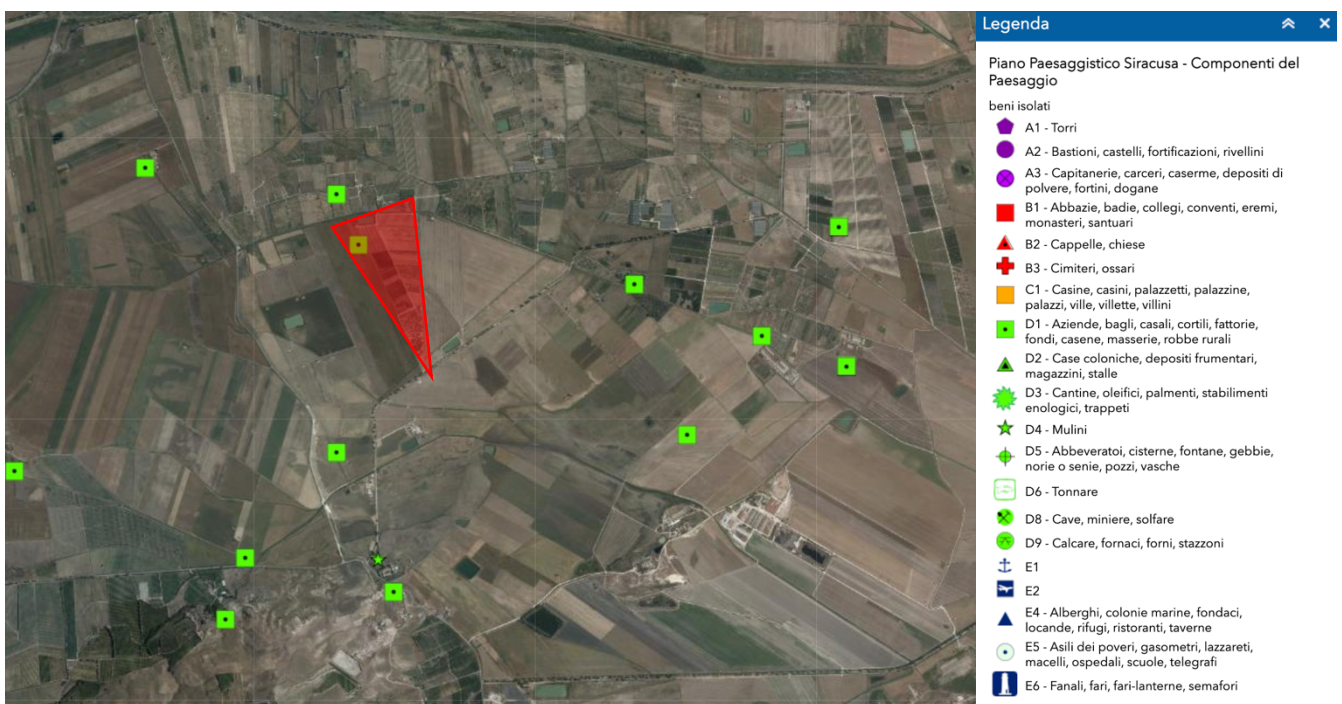 Legenda
Piano Paesaggistico Siracusa - Componenti del
Paesaggio
beni isolati
A1 - Torri
A2 - Bastioni, castelli, fortificazioni, rivellini
A3 - Capitanerie, carceri, caserme, depositi di
polvere, fortini, dogane
B1 - Abbazie, badie, collegi, conventi, eremi,
monasteri, santuari
B2 - Cappelle, chiese
B3 - Cimiteri, ossari
C1 - Casine, casini, palazzetti, palazzine,
palazzi, ville, villette, villini
D1 - Aziende, bagli, casali, cortili, fattorie,
fondi, casene, masserie, robbe rurali
D2 - Case coloniche, depositi frumentari,
magazzini, stalle
D3 - Cantine, oleifici, palmenti, stabilimenti
enologici, trappeti
D4 - Mulini
D5 - Abbeveratoi, cisterne, fontane, gebbie,
norie o senie, pozzi, vasche
D6 - Tonnare
D8 - Cave, miniere, solfare
D9 - Calcare, fornaci, forni, stazzoni
E1
E2
E4 - Alberghi, colonie marine, fondaci,
locande, rifugi, ristoranti, taverne
E5 - Asili dei poveri, gasometri, lazzareti,
macelli, ospedali, scuole, telegrafi
E6 - Fanali, fari, fari-lanterne, semafori